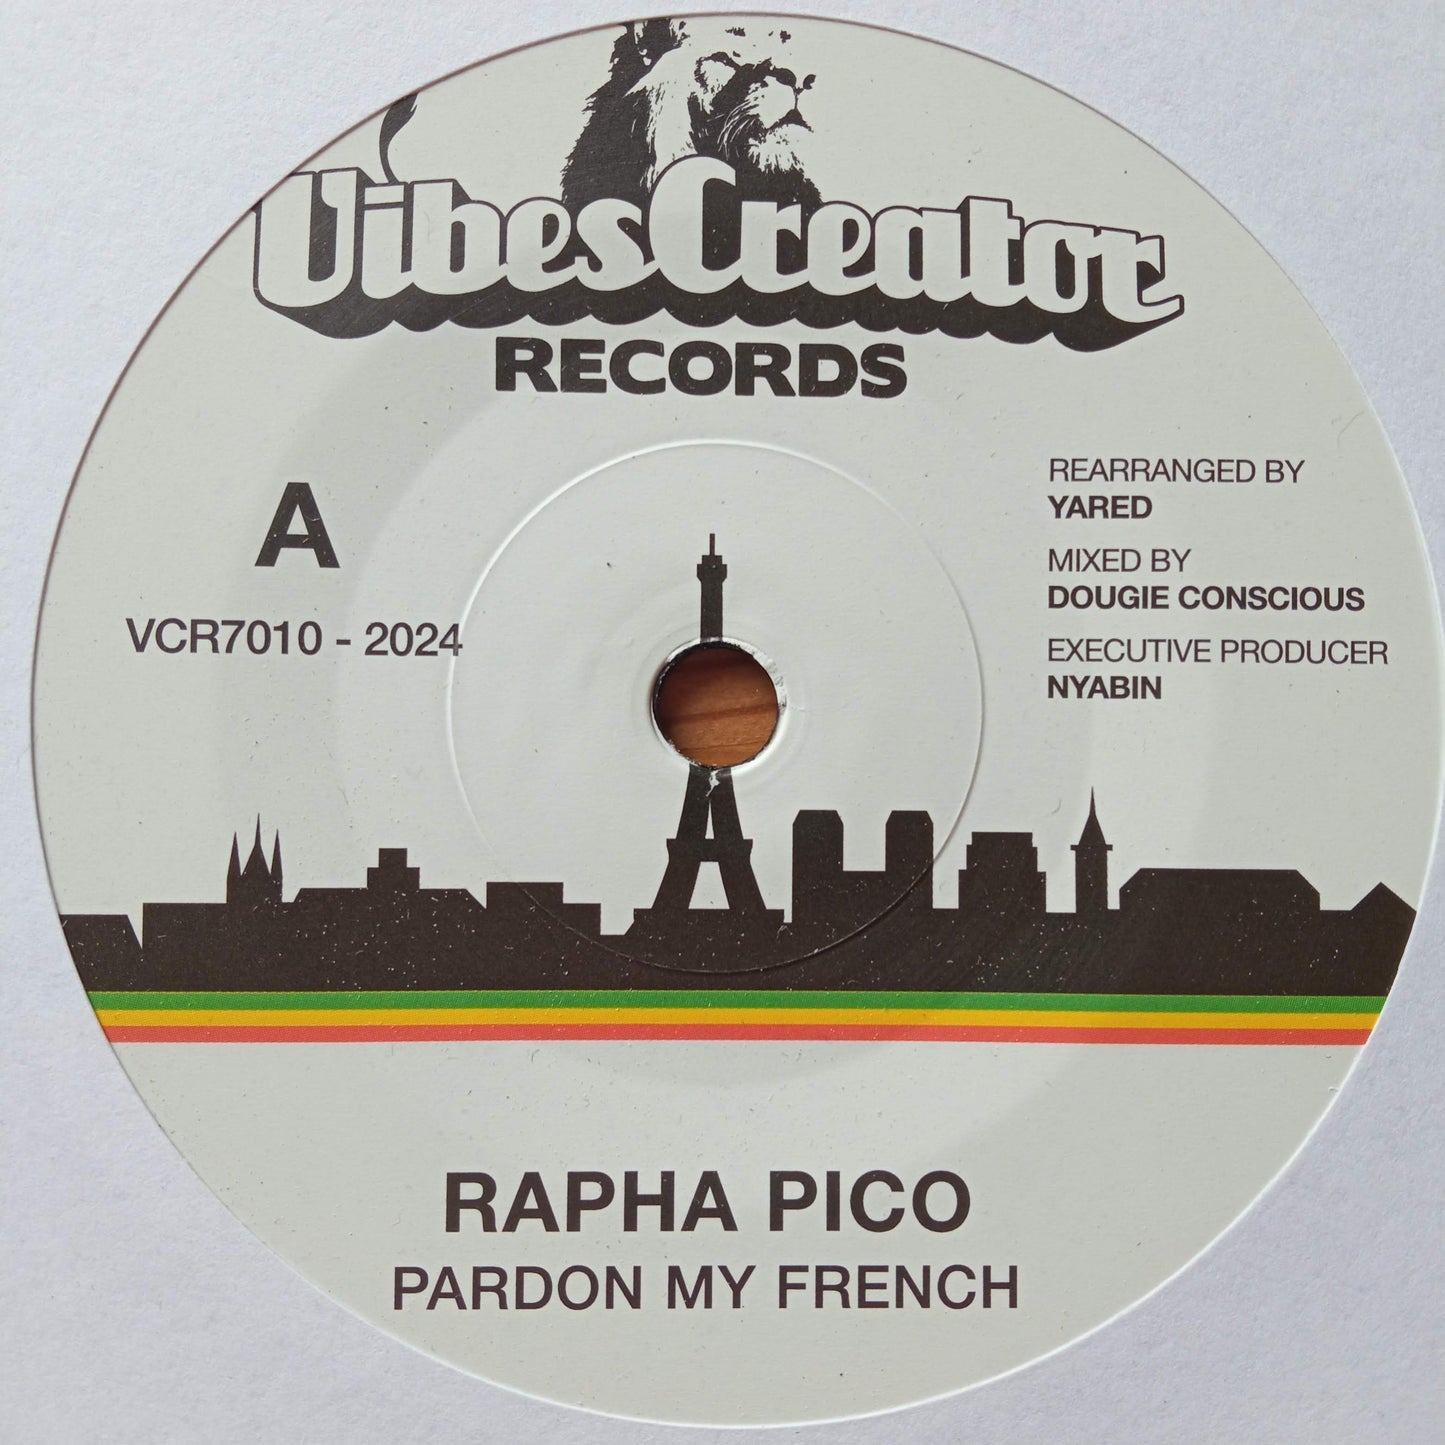 VibesCreator
RECORDS
A
VCR7010 - 2024
REARRANGED BY
YARED
MIXED BY
DOUGIE CONSCIOUS
EXECUTIVE PRODUCER
NYABIN
RAPHA PICO
PARDON MY FRENCH